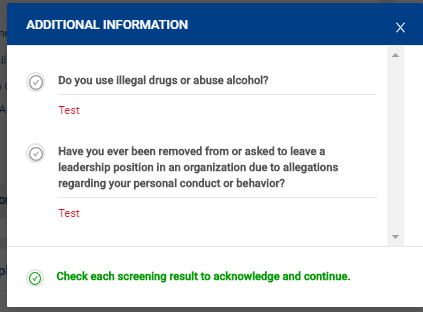 ADDITIONAL INFORMATION
X
Do you use illegal drugs or abuse alcohol?
Test
Have you ever been removed from or asked to leave a
leadership position in an organization due to allegations
regarding your personal conduct or behavior?
Test
Check each screening result to acknowledge and continue.